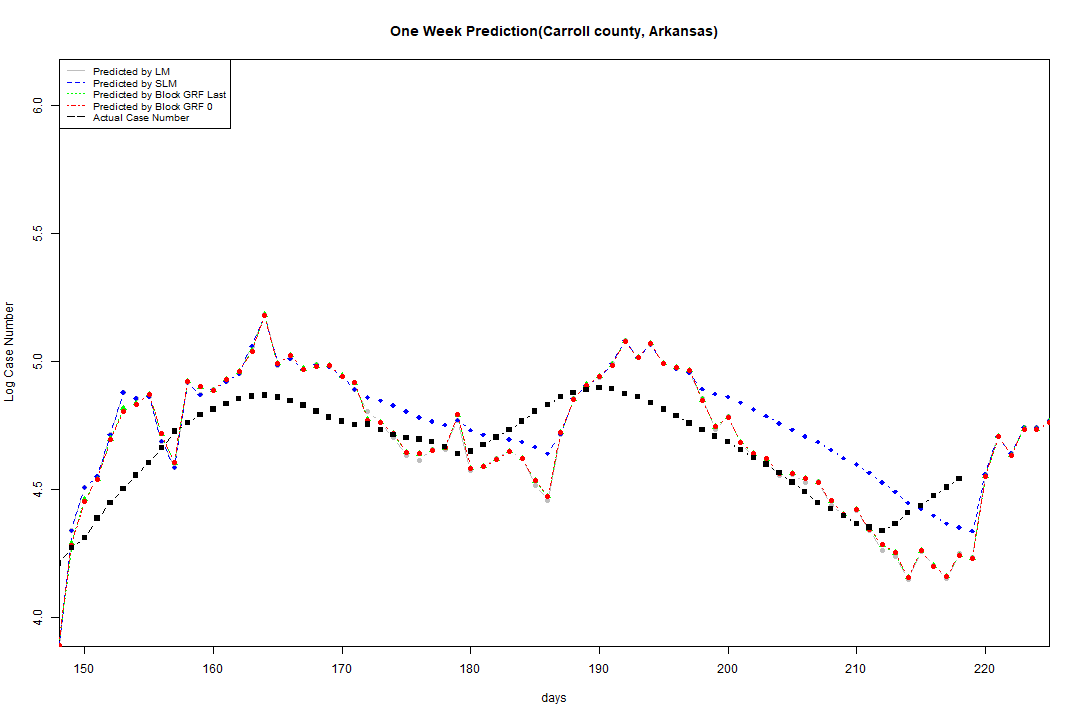 One Week Prediction(Carroll county, Arkansas)
Predicted by LM
Predicted by SLM
Predicted by Block GRF Last
Predicted by Block GRF 0
Actual Case Number
6.0
5.5
5.0
4.5
4.0
Log Case Number
150 160 170 180 190 200 210 220
days